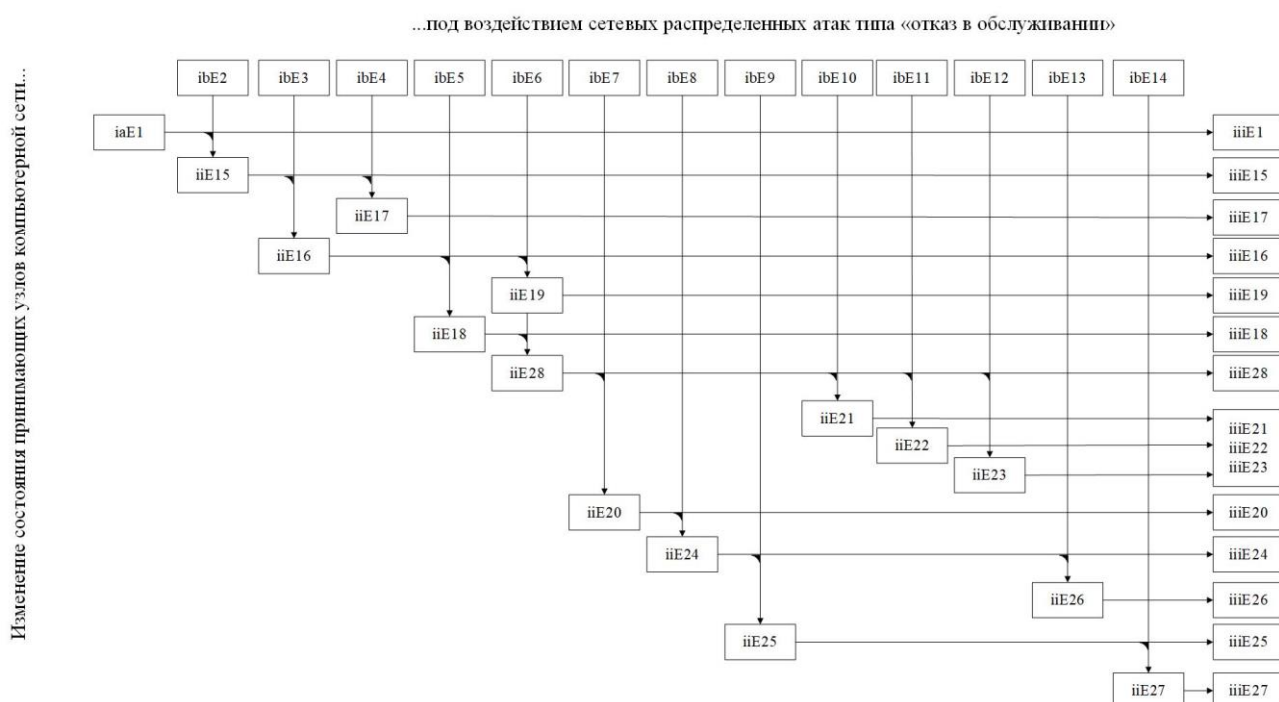 ...под воздействием сетевых распределенных атак типа «отказ в обслуживании»
Изменение состояния принимающих узлов компьютерной сети...
ibE2 ibE3 ibE4 ibE5 ibE6 ibE7 ibE8 ibE9 ibE10 ibE11 ibE12 ibE13 ibE14
iaE1 iiiE1
iiE15 iiiE15
iiE17 iiiE17
iiE16 iiiE16
iiE19 iiiE19
iiE18 iiiE18
iiE28 iiiE28
iiE21 iiiE21
iiE22 iiiE22
iiE23 iiiE23
iiE20 iiiE20
iiE24 iiiE24
iiE26 iiiE26
iiE25 iiiE25
iiE27 iiiE27